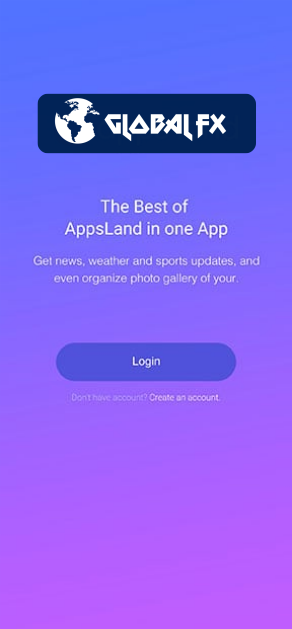 GLOBAL FX
The Best of
AppsLand in one App
Get news, weather and sports updates, and
even organize photo gallery of your.
Login
Don't have account? Create an account.